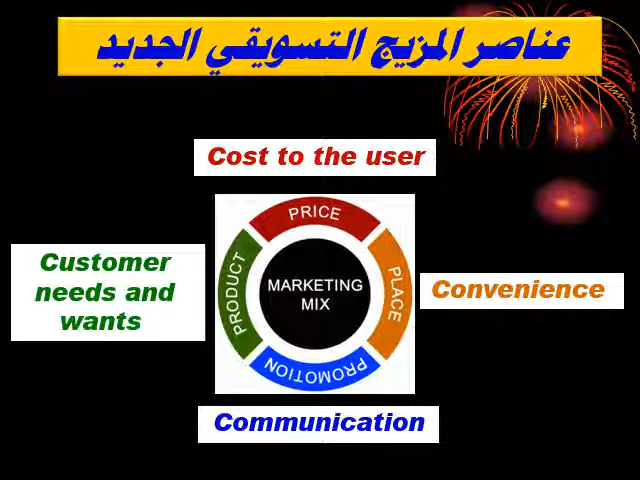 عناصر المزيج التسويقي الجديد
Cost to the user
PRICE
Customer
needs and
wants
PRODUCT
MARKETING
MIX
PLACE
Convenience
PROMOTION
Communication